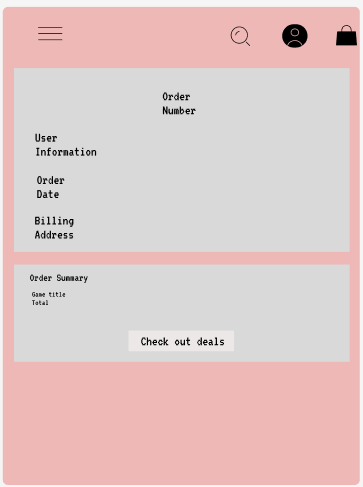 Order
Number
User
Information
Order
Date
Billing
Address
Order Summary
Game title
Total
Check out deals